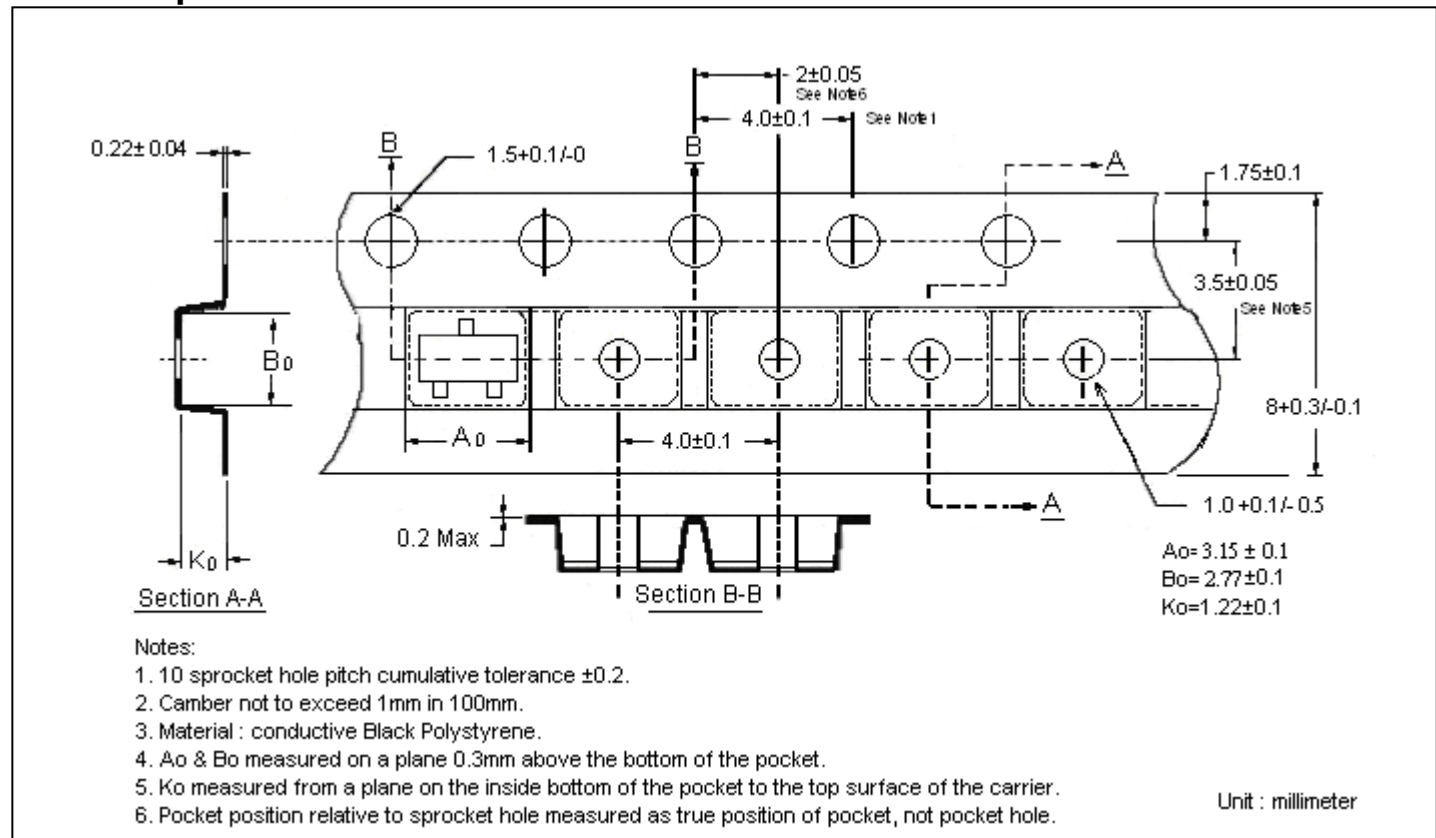 2±0.05
See Note6
4.0±0.1 See Note1
0.22±0.04
B
1.5+0.1/-0
B
A
1.75±0.1
3.5±0.05
See Note5
B0
8+0.3/-0.1
A0
4.0±0.1
A
1.0+0.1/-0.5
0.2 Max
K0
Section A-A
Section B-B
Ao=3.15 ± 0.1
Bo=2.77±0.1
Ko=1.22±0.1
Notes:
1. 10 sprocket hole pitch cumulative tolerance ±0.2.
2. Camber not to exceed 1mm in 100mm.
3. Material : conductive Black Polystyrene.
4. Ao & Bo measured on a plane 0.3mm above the bottom of the pocket.
5. Ko measured from a plane on the inside bottom of the pocket to the top surface of the carrier.
6. Pocket position relative to sprocket hole measured as true position of pocket, not pocket hole.
Unit : millimeter